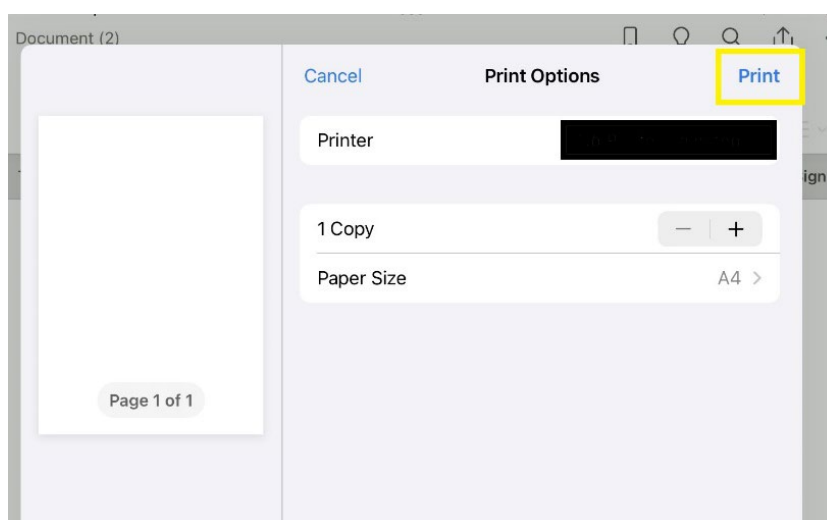 Document (2)
Cancel
Print Options
Print
Printer
ign
1 Copy
− +
Paper Size
A4 >
Page 1 of 1